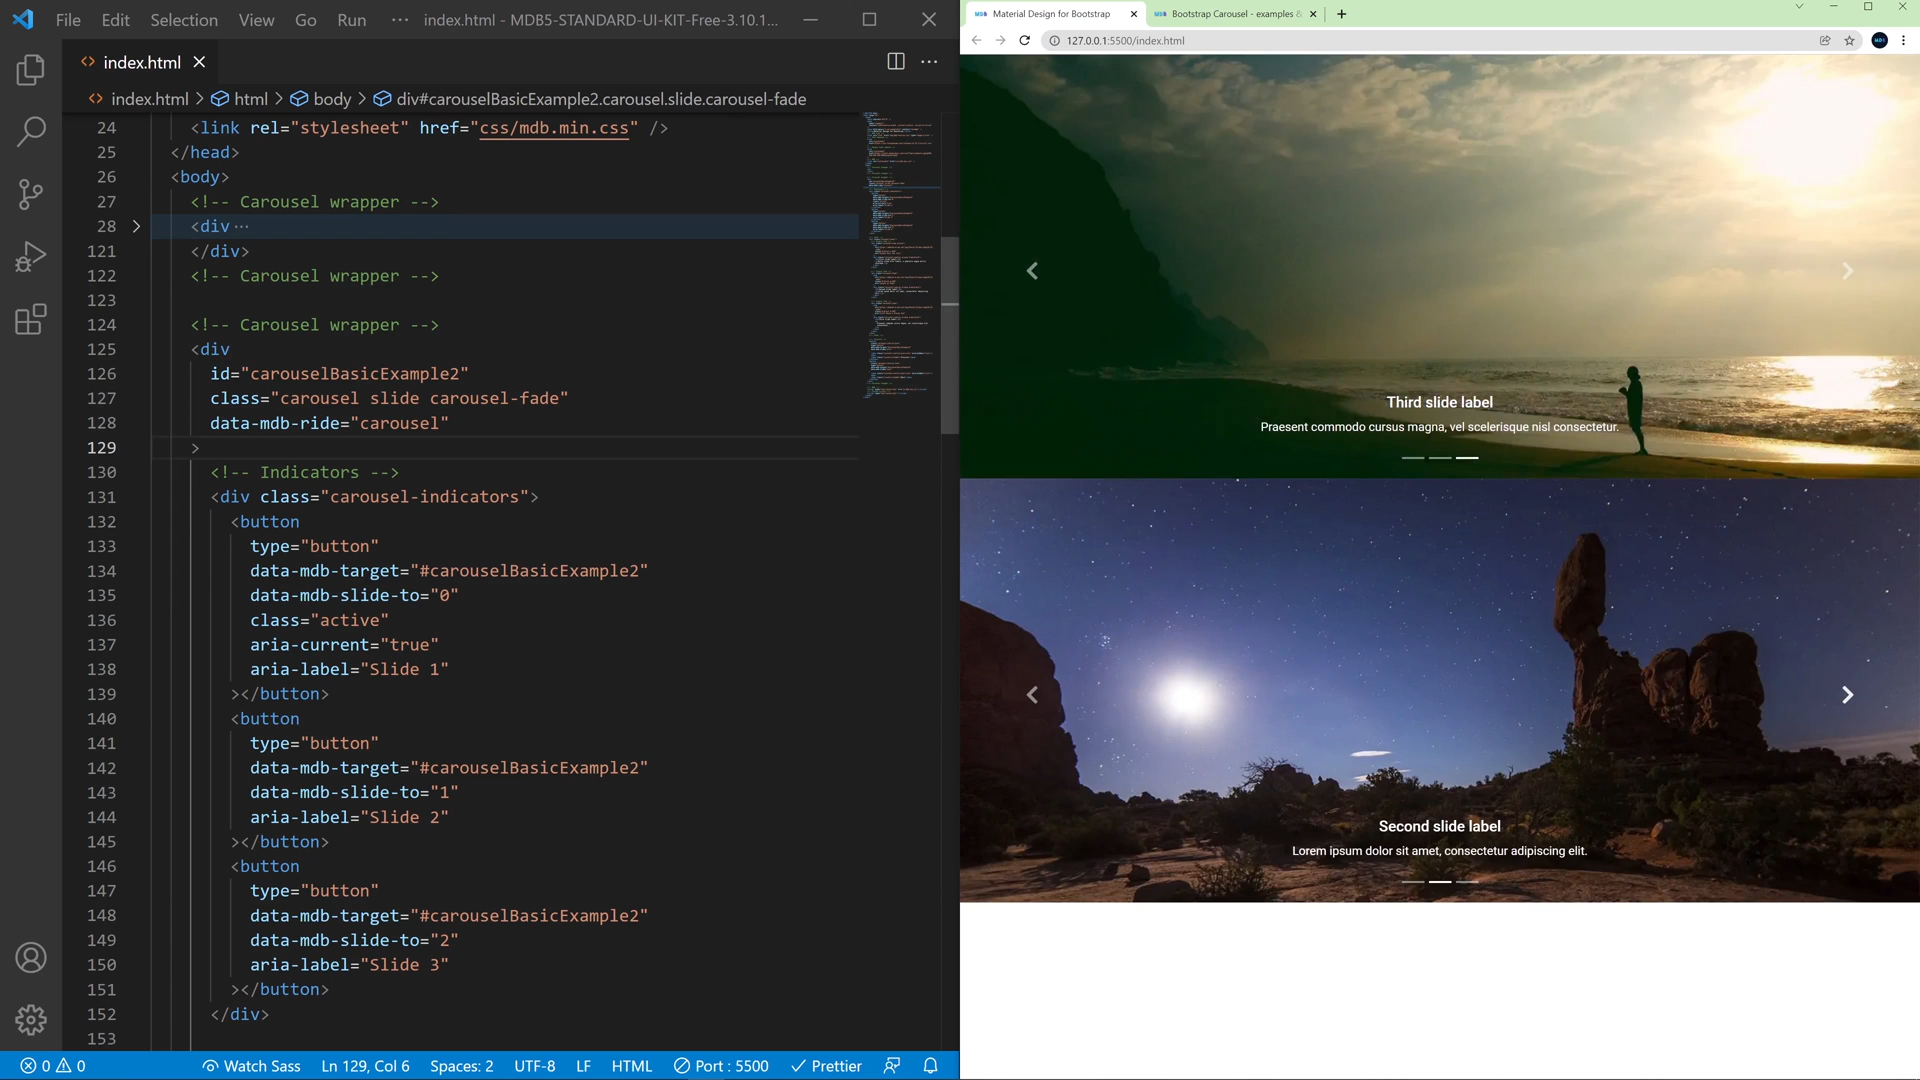 File Edit Selection View Go Run ··· index.html - MDB5-STANDARD-UI-KIT-Free-3.10.1...
index.html
index.html > html > body > div#carouselBasicExample2.carousel.slide.carousel-fade
24 <link rel="stylesheet" href="css/mdb.min.css" />
25 </head>
26 <body>
27 <!-- Carousel wrapper -->
28 <div···
121 </div>
122 <!-- Carousel wrapper -->
123
124 <!-- Carousel wrapper -->
125 <div
126 id="carouselBasicExample2"
127 class="carousel slide carousel-fade"
128 data-mdb-ride="carousel"
129 >
130 <!-- Indicators -->
131 <div class="carousel-indicators">
132 <button
133 type="button"
134 data-mdb-target="#carouselBasicExample2"
135 data-mdb-slide-to="0"
136 class="active"
137 aria-current="true"
138 aria-label="Slide 1"
139 ></button>
140 <button
141 type="button"
142 data-mdb-target="#carouselBasicExample2"
143 data-mdb-slide-to="1"
144 aria-label="Slide 2"
145 ></button>
146 <button
147 type="button"
148 data-mdb-target="#carouselBasicExample2"
149 data-mdb-slide-to="2"
150 aria-label="Slide 3"
151 ></button>
152 </div>
153
0 0 Watch Sass Ln 129, Col 6 Spaces: 2 UTF-8 LF HTML Port : 5500 Prettier
Material Design for Bootstrap
Bootstrap Carousel - examples &
127.0.0.1:5500/index.html
Third slide label
Praesent commodo cursus magna, vel scelerisque nisl consectetur.
Second slide label
Lorem ipsum dolor sit amet, consectetur adipiscing elit.